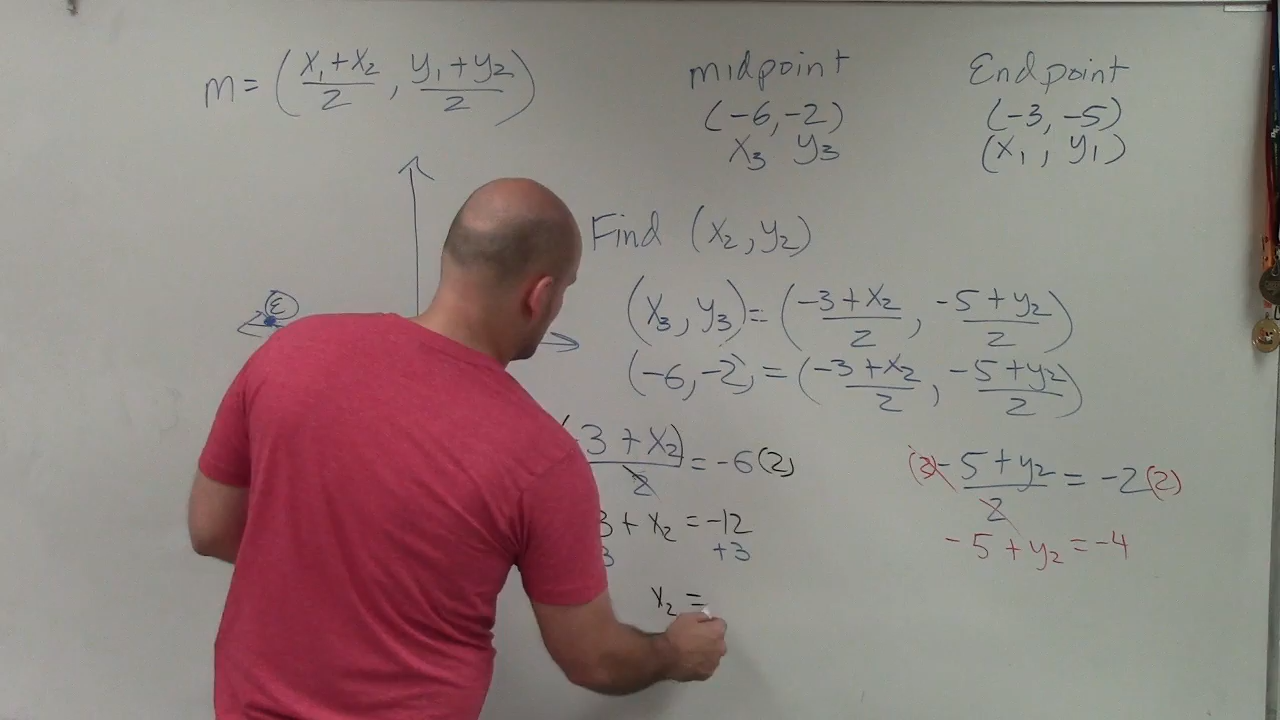 m = (x₁ + x₂ / 2 , y₁ + y₂ / 2)
midpoint
(-6, -2)
x₃ y₃
Endpoint
(-3, -5)
(x₁, y₁)
E
Find (x₂, y₂)
(x₃, y₃) = (-3 + x₂ / 2 , -5 + y₂ / 2)
(-6, -2) = (-3 + x₂ / 2 , -5 + y₂ / 2)
3 + x₂) / 2 = -6(2)
3 + x₂ = -12
3 +3
x₂ =
(2) -5 + y₂ / 2 = -2(2)
-5 + y₂ = -4